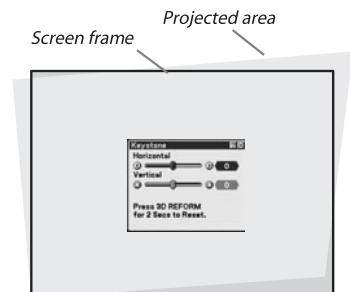 Projected area
Screen frame
Keystone
Horizontal
0
Vertical
0
Press 3D REFORM
for 2 Secs to Reset.